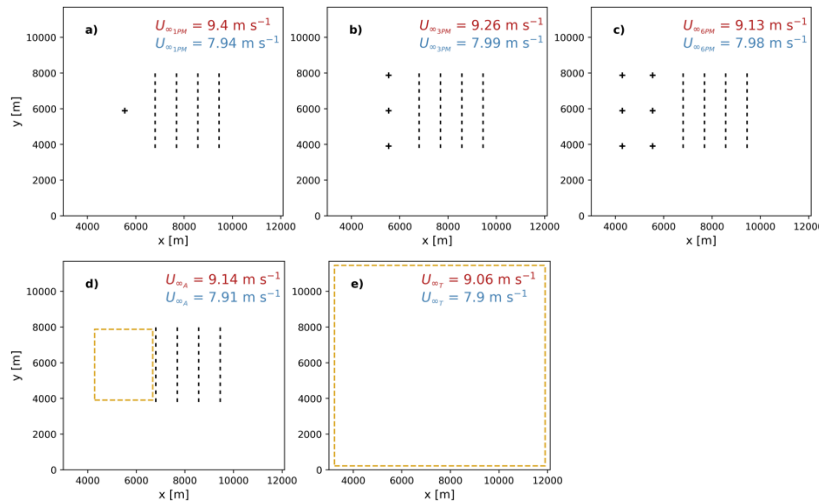 a)
U∞1PM = 9.4 m s⁻¹
U∞1PM = 7.94 m s⁻¹
10000
8000
6000
4000
2000
0
y [m]
4000 6000 8000 10000 12000
x [m]
b)
U∞3PM = 9.26 m s⁻¹
U∞3PM = 7.99 m s⁻¹
10000
8000
6000
4000
2000
0
4000 6000 8000 10000 12000
x [m]
c)
U∞6PM = 9.13 m s⁻¹
U∞6PM = 7.98 m s⁻¹
10000
8000
6000
4000
2000
0
4000 6000 8000 10000 12000
x [m]
d)
U∞A = 9.14 m s⁻¹
U∞A = 7.91 m s⁻¹
10000
8000
6000
4000
2000
0
y [m]
4000 6000 8000 10000 12000
x [m]
e)
U∞T = 9.06 m s⁻¹
U∞T = 7.9 m s⁻¹
10000
8000
6000
4000
2000
0
4000 6000 8000 10000 12000
x [m]